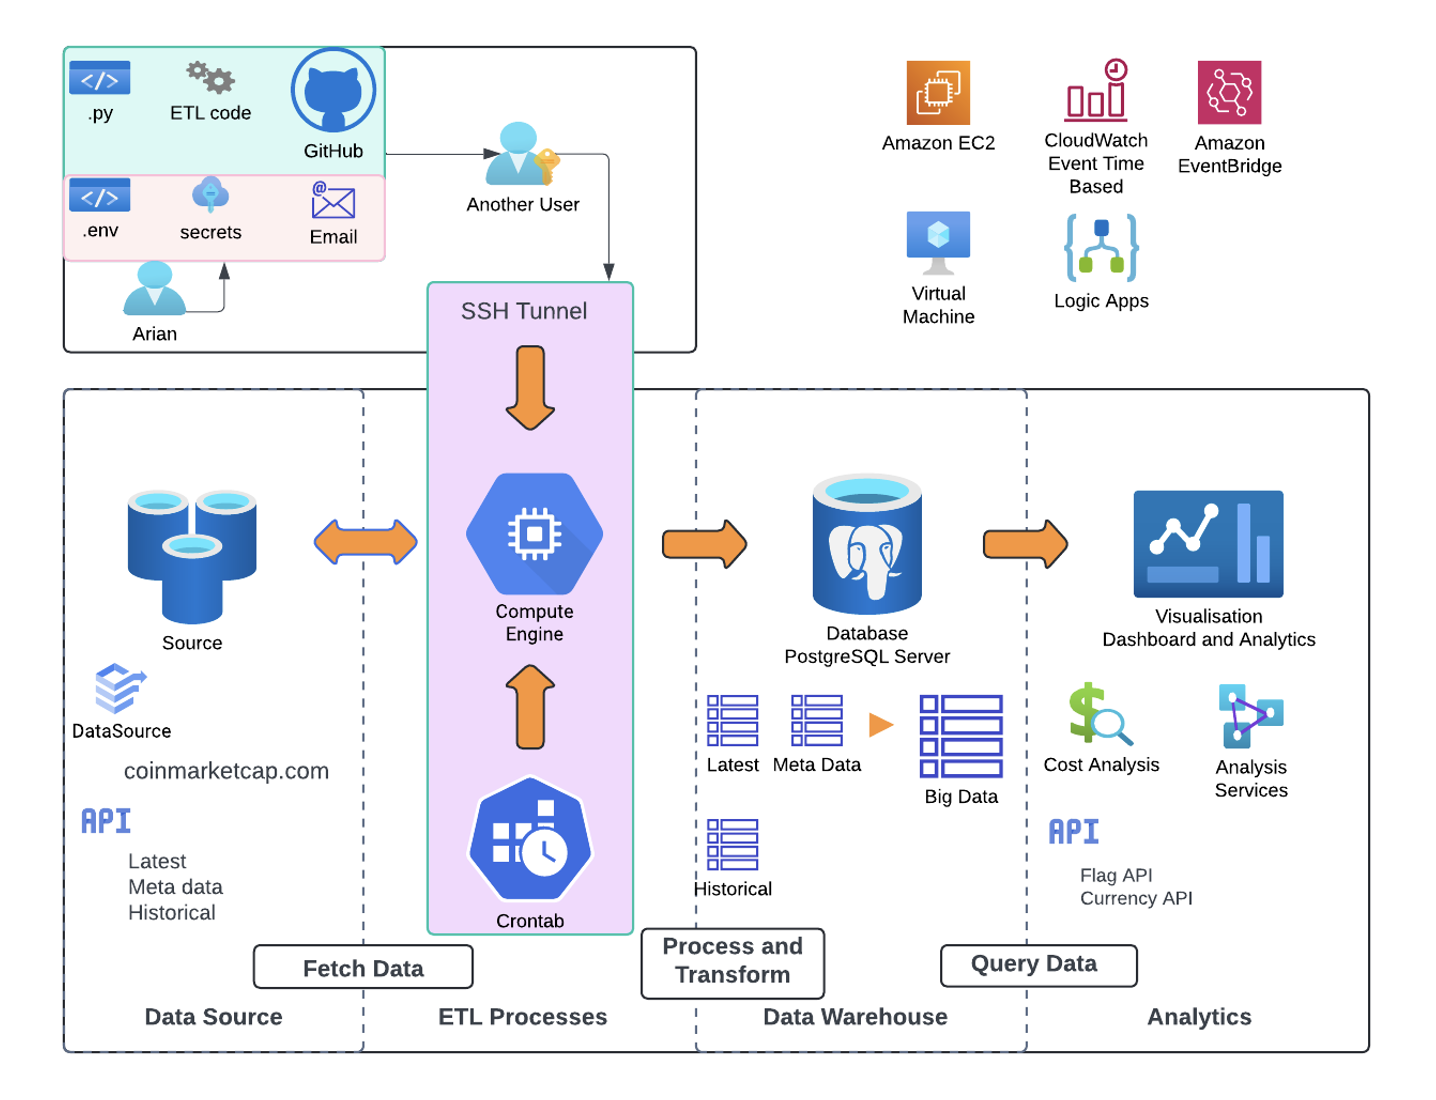 .py
ETL code
GitHub
.env
secrets
@
Email
Arian
Another User
Amazon EC2
CloudWatch
Event Time
Based
Amazon
EventBridge
Virtual
Machine
Logic Apps
SSH Tunnel
Compute
Engine
Crontab
Source
DataSource
coinmarketcap.com
API
Latest
Meta data
Historical
Database
PostgreSQL Server
Latest
Meta Data
Big Data
Historical
Visualisation
Dashboard and Analytics
Cost Analysis
Analysis
Services
API
Flag API
Currency API
Fetch Data
Process and
Transform
Query Data
Data Source
ETL Processes
Data Warehouse
Analytics